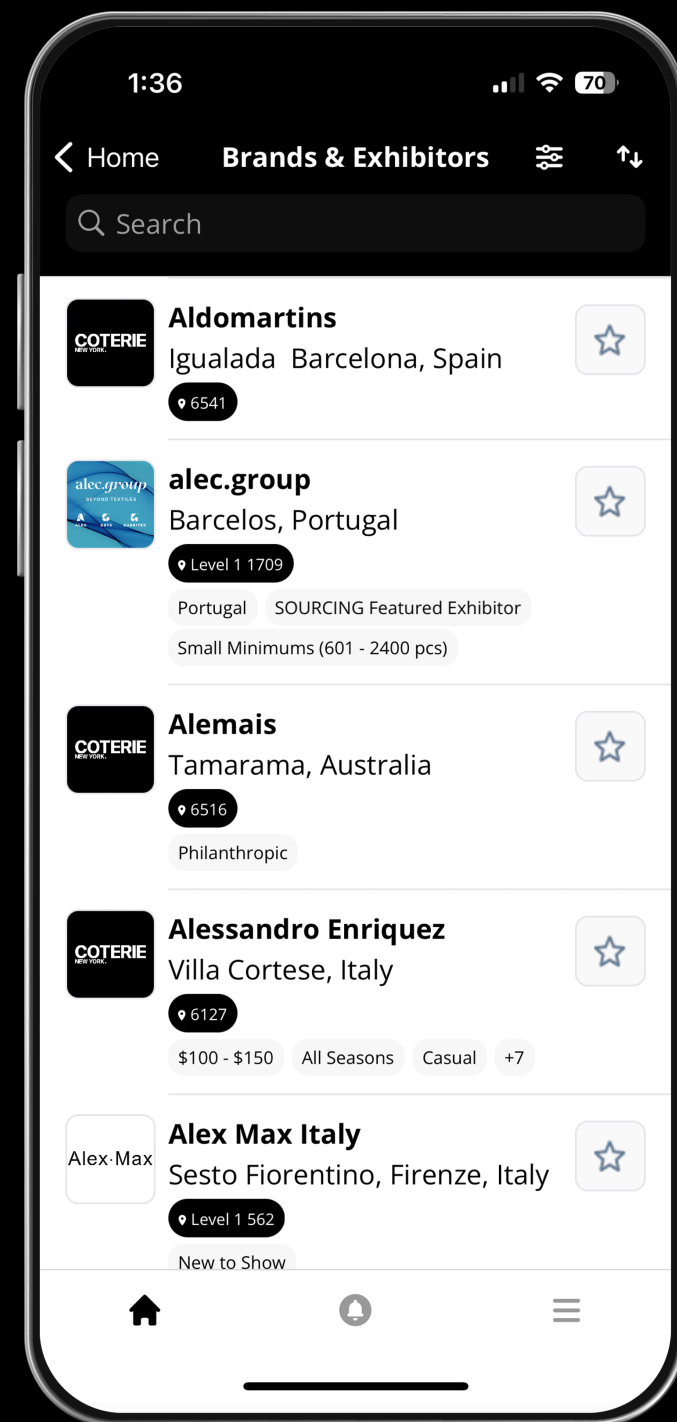 1:36
70
Home
Brands & Exhibitors
Search
COTERIE
NEW YORK.
Aldomartins
Igualada  Barcelona, Spain
6541
alec.group
BEYOND TEXTILES
alec.group
Barcelos, Portugal
Level 1 1709
Portugal
SOURCING Featured Exhibitor
Small Minimums (601 - 2400 pcs)
COTERIE
NEW YORK.
Alemais
Tamarama, Australia
6516
Philanthropic
COTERIE
NEW YORK.
Alessandro Enriquez
Villa Cortese, Italy
6127
$100 - $150
All Seasons
Casual
+7
Alex·Max
Alex Max Italy
Sesto Fiorentino, Firenze, Italy
Level 1 562
New to Show